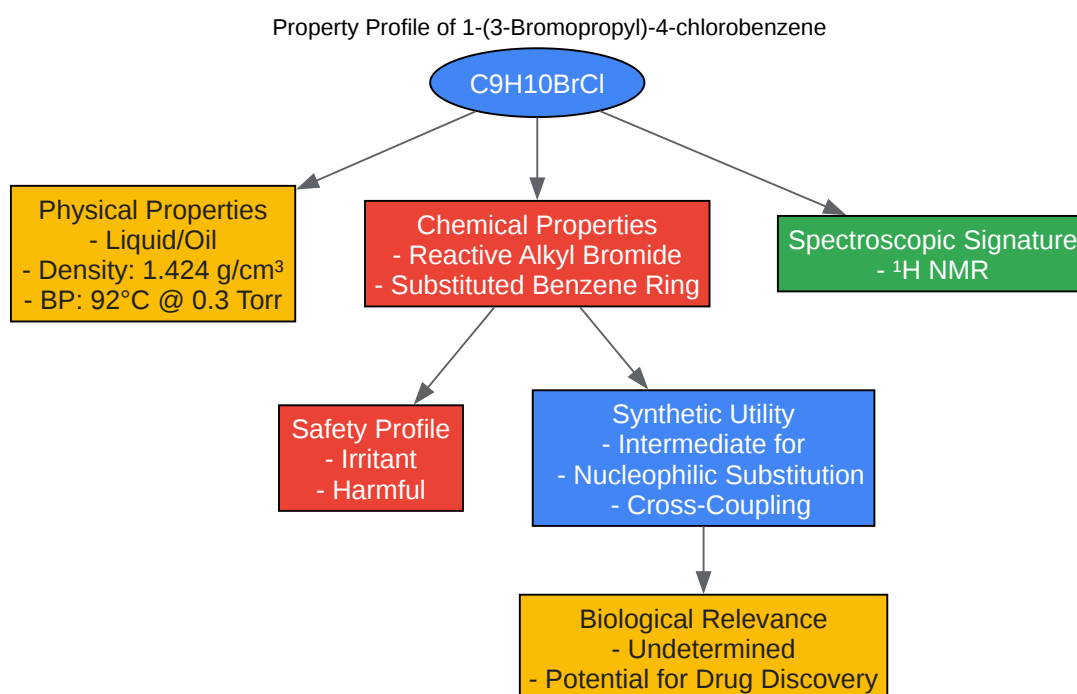 Property Profile of 1-(3-Bromopropyl)-4-chlorobenzene
C9H10BrCl
Physical Properties
- Liquid/Oil
- Density: 1.424 g/cm³
- BP: 92°C @ 0.3 Torr
Chemical Properties
- Reactive Alkyl Bromide
- Substituted Benzene Ring
Spectroscopic Signature
- ¹H NMR
Safety Profile
- Irritant
- Harmful
Synthetic Utility
- Intermediate for
- Nucleophilic Substitution
- Cross-Coupling
Biological Relevance
- Undetermined
- Potential for Drug Discovery